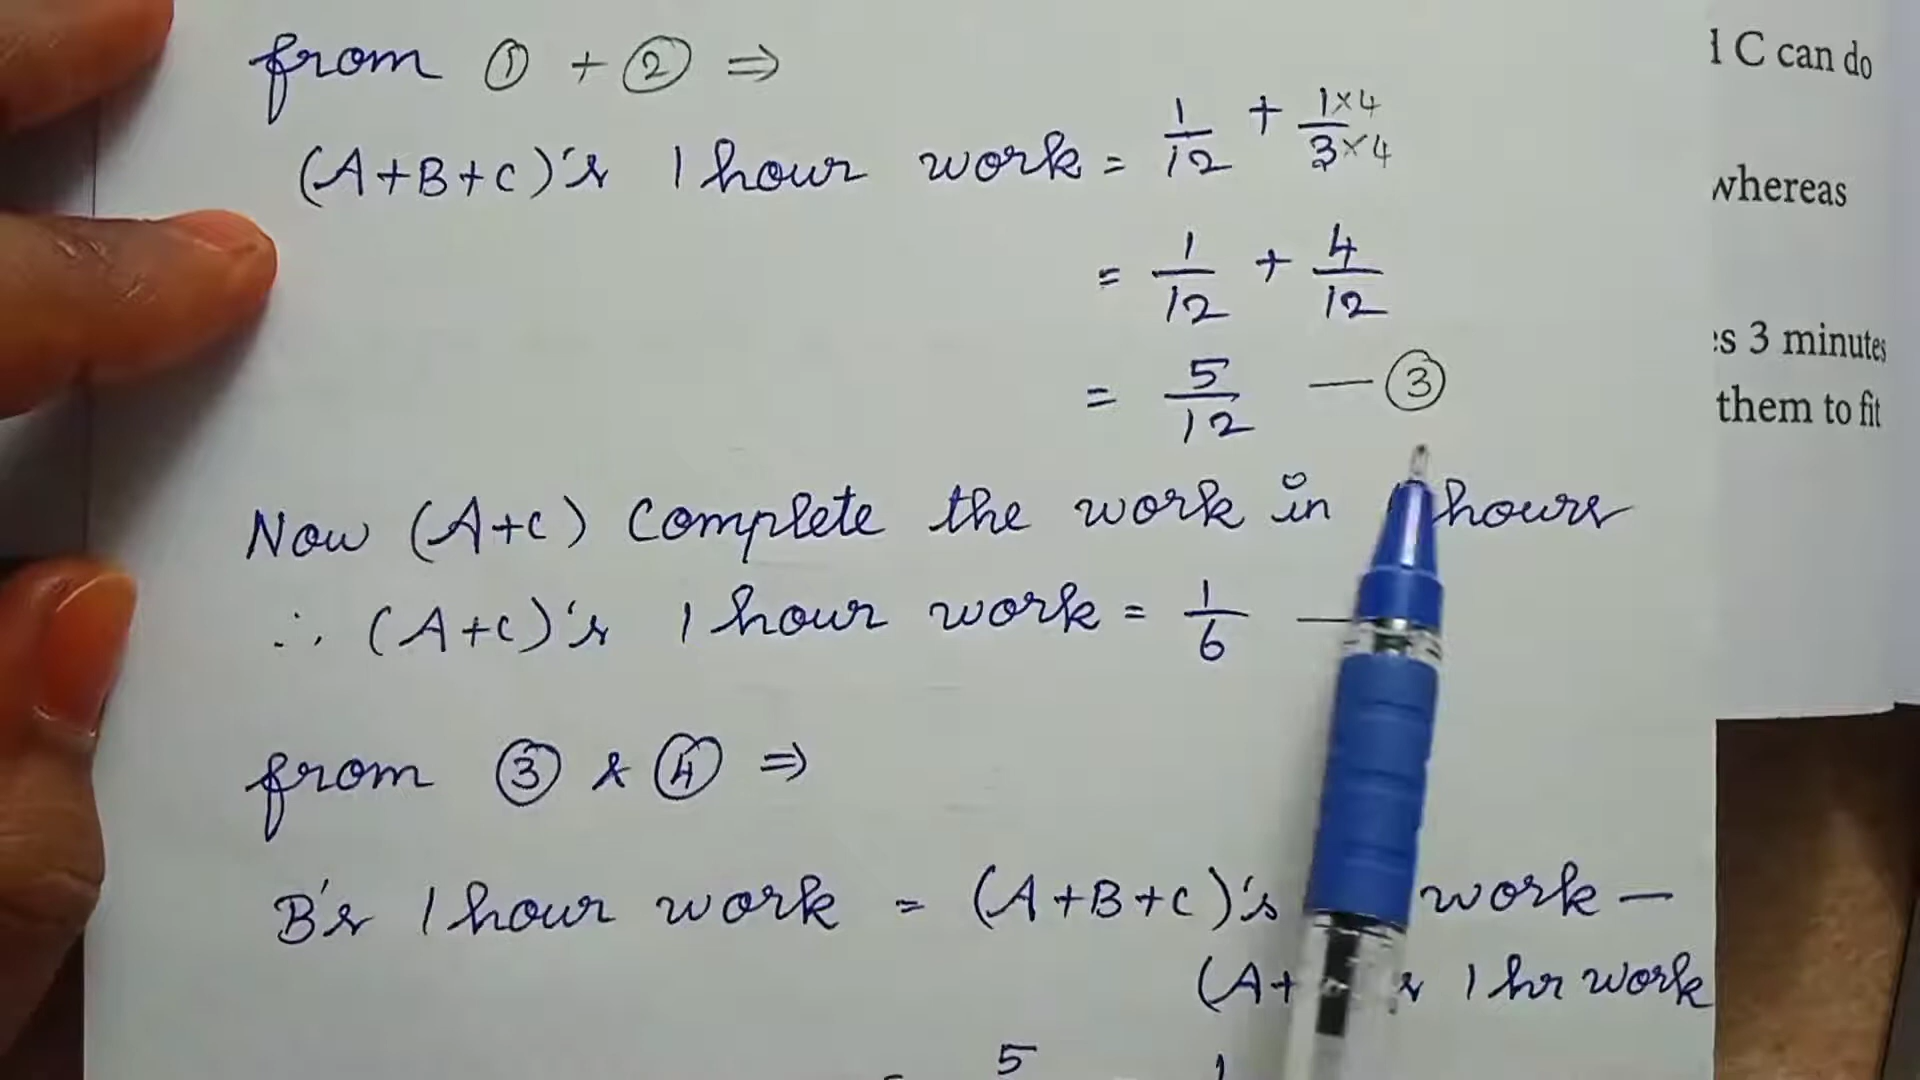 from ① + ② ⇒
(A+B+C)'s 1 hour work = 1/12 + 1×4/3×4
= 1/12 + 4/12
= 5/12 — ③
Now (A+C) Complete the work in hours
∴ (A+C)'s 1 hour work = 1/6 —
from ③ & ④ ⇒
B's 1 hour work = (A+B+C)'s work —
(A+ 's 1 hr work
= 5 1
C can do
whereas
3 minutes
them to fit